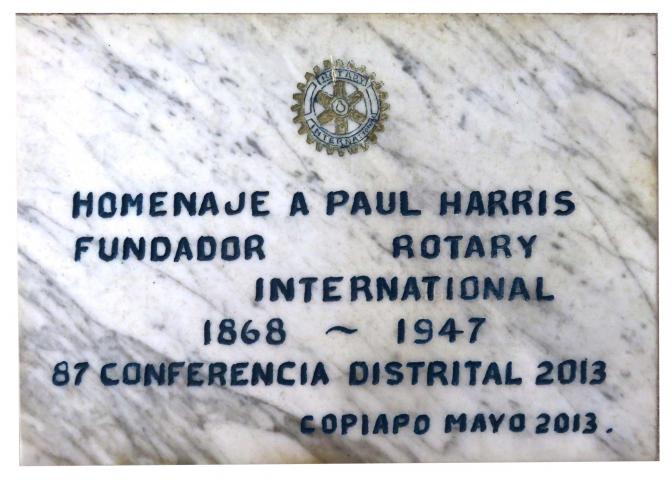 ROTARY
INTERNATIONAL
HOMENAJE A PAUL HARRIS
FUNDADOR ROTARY
INTERNATIONAL
1868 ~ 1947
87 CONFERENCIA DISTRITAL 2013
COPIAPO MAYO 2013.